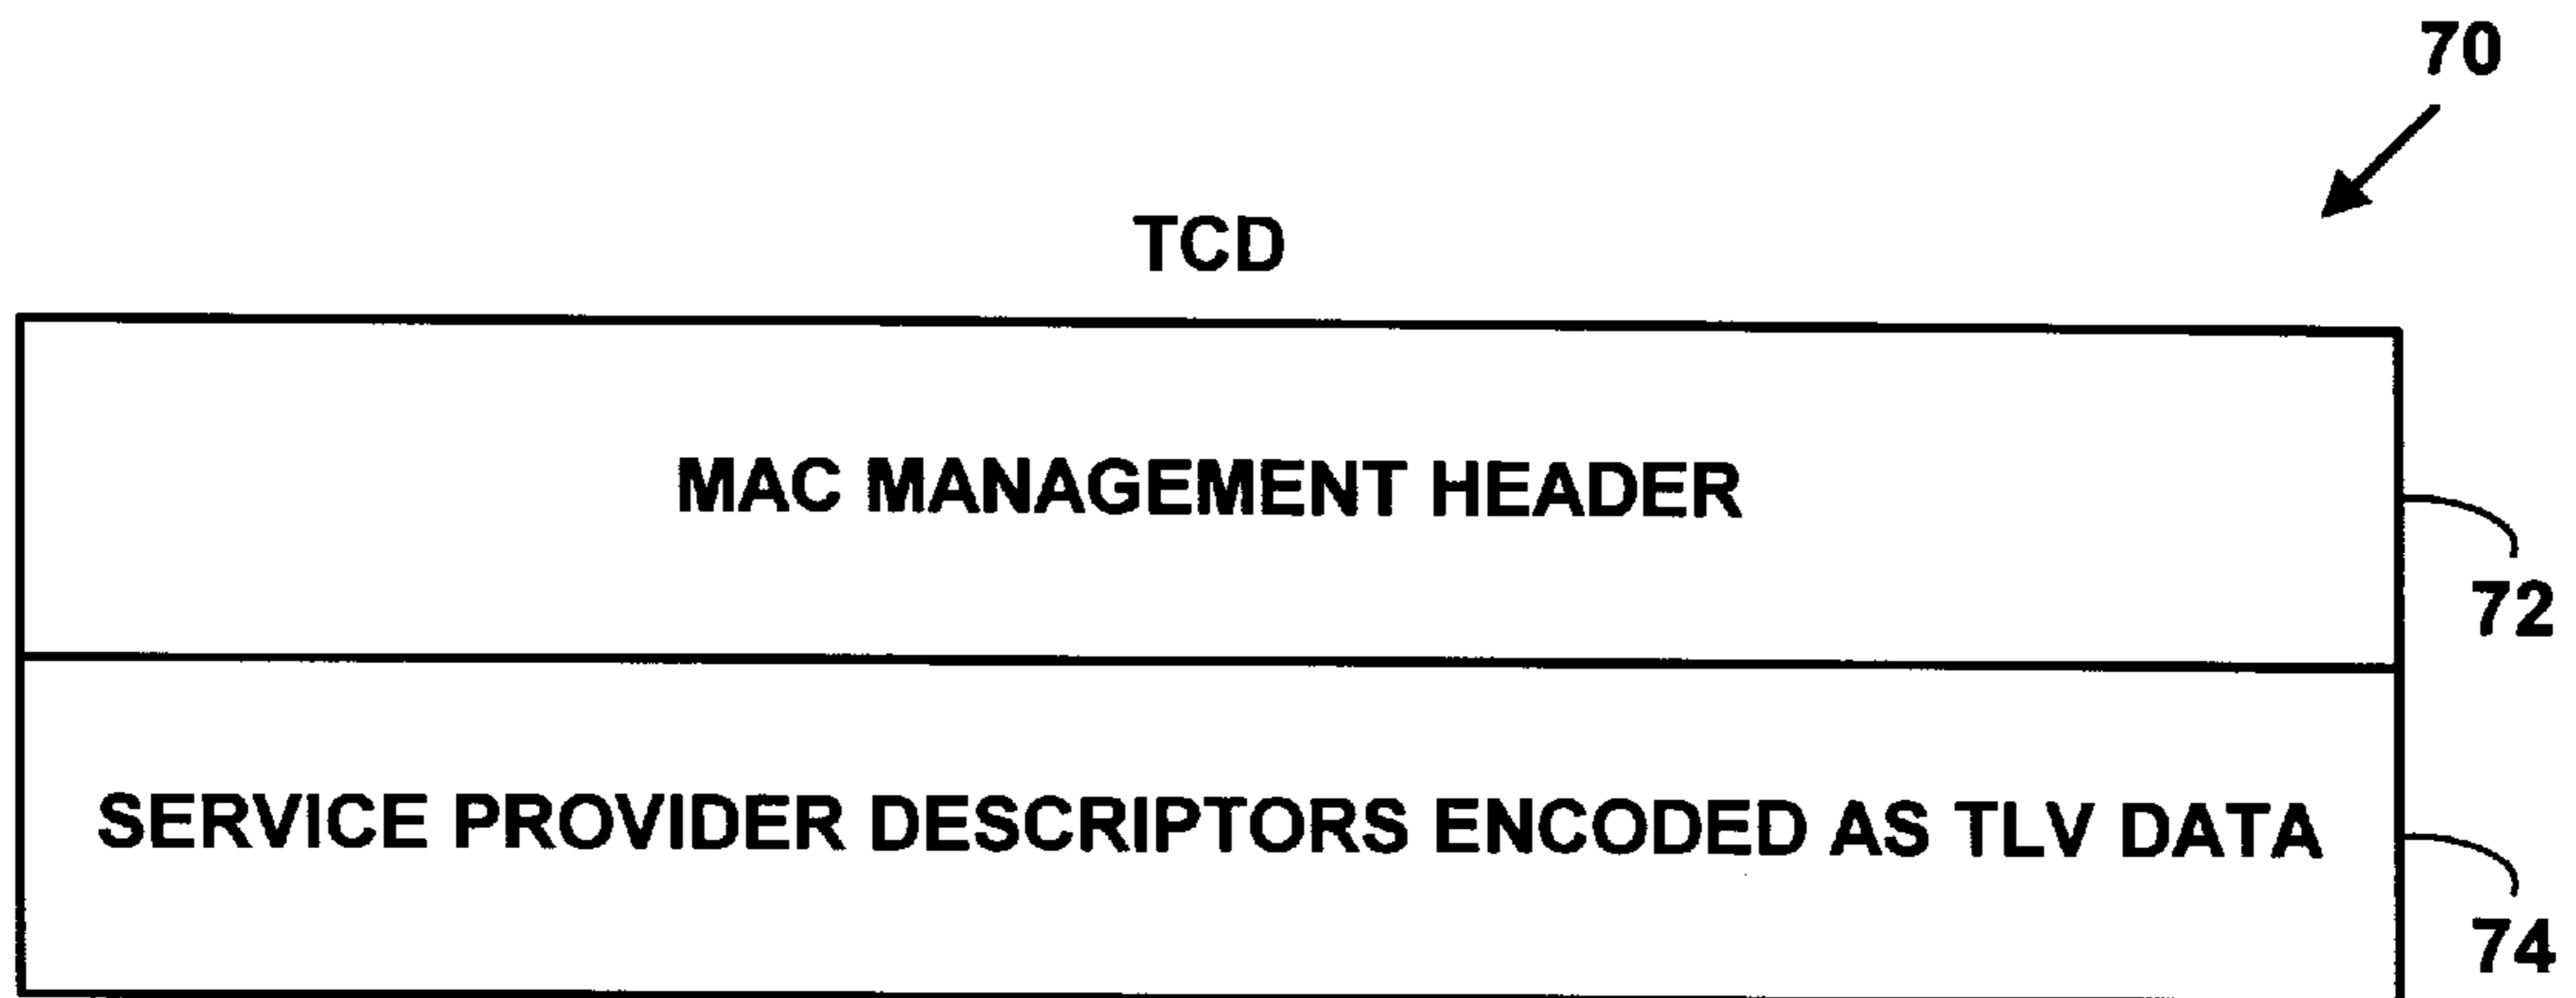 70
TCD
MAC MANAGEMENT HEADER
72
SERVICE PROVIDER DESCRIPTORS ENCODED AS TLV DATA
74